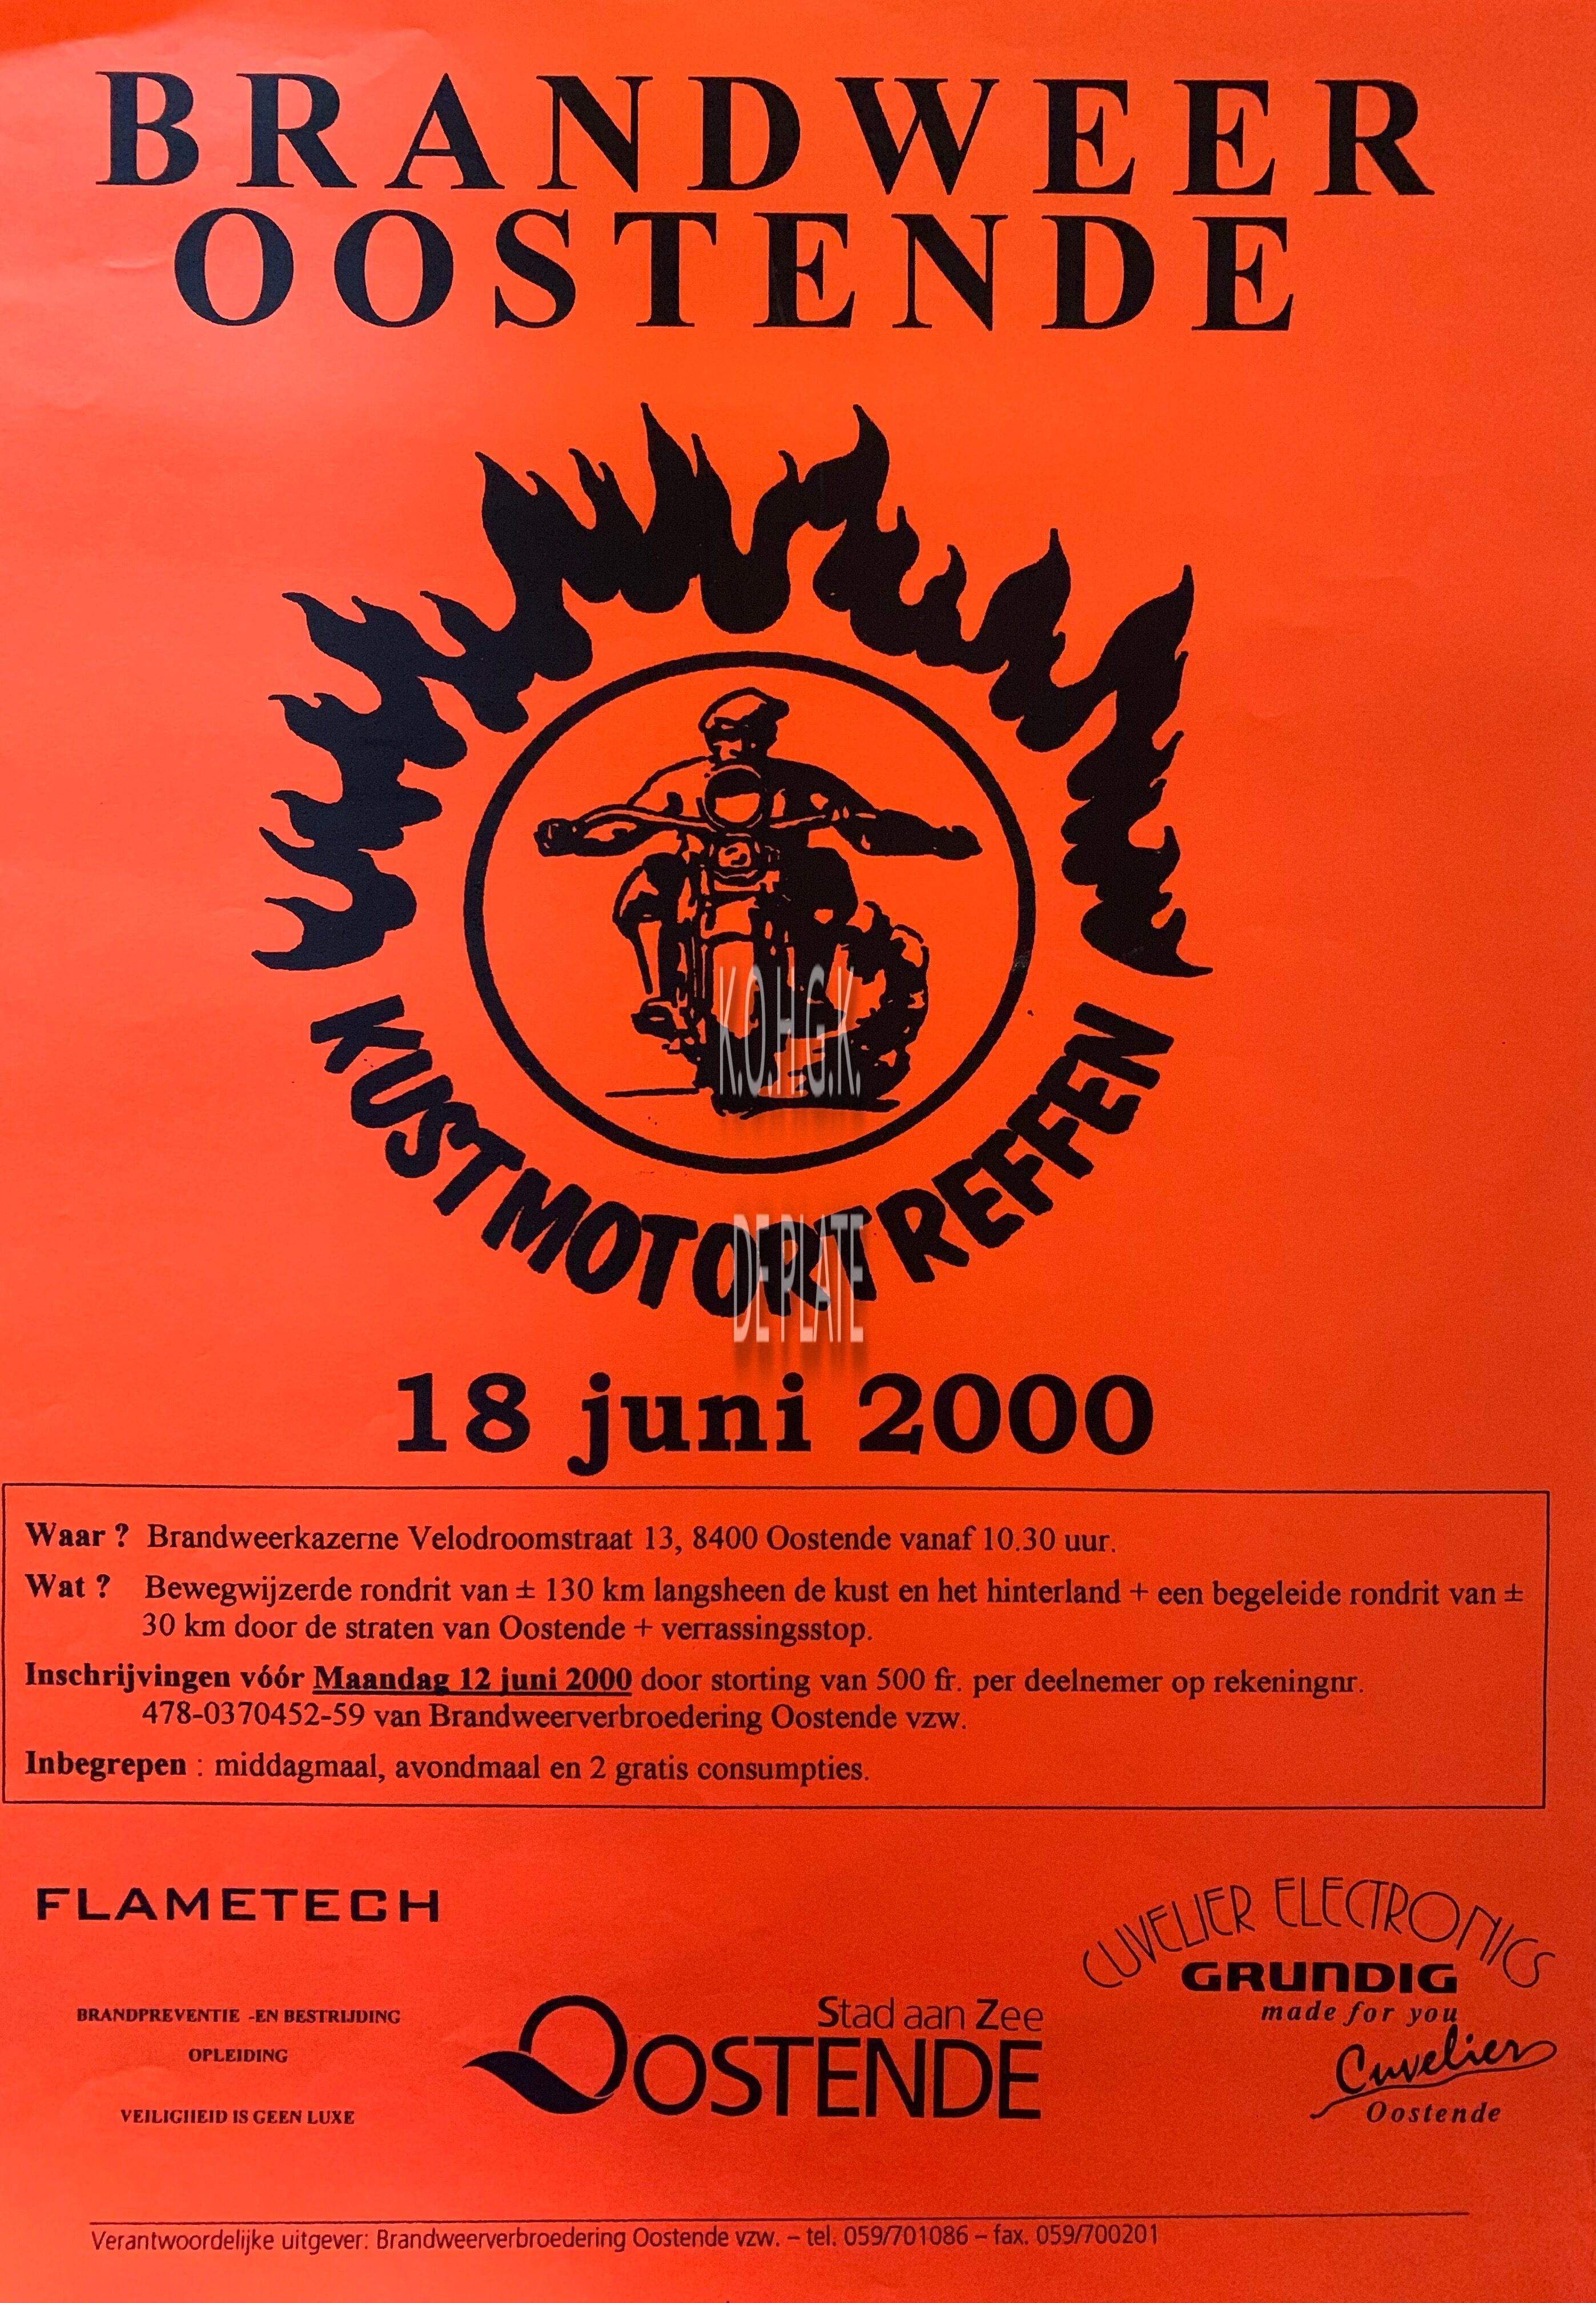 BRANDWEER
OOSTENDE
K.O.H.G.K.
KUSTMOTORTREFFEN
DE PLATE
18 juni 2000
Waar ? Brandweerkazerne Velodroomstraat 13, 8400 Oostende vanaf 10.30 uur.
Wat ? Bewegwijzerde rondrit van ± 130 km langsheen de kust en het hinterland + een begeleide rondrit van ±
30 km door de straten van Oostende + verrassingsstop.
Inschrijvingen vóór Maandag 12 juni 2000 door storting van 500 fr. per deelnemer op rekeningnr.
478-0370452-59 van Brandweerverbroedering Oostende vzw.
Inbegrepen : middagmaal, avondmaal en 2 gratis consumpties.
FLAMETECH
BRANDPREVENTIE -EN BESTRIJDING
OPLEIDING
VEILIGHEID IS GEEN LUXE
Stad aan Zee
OOSTENDE
CUVELIER ELECTRONICS
GRUNDIG
made for you
Cuvelier
Oostende
Verantwoordelijke uitgever: Brandweerverbroedering Oostende vzw. – tel. 059/701086 – fax. 059/700201